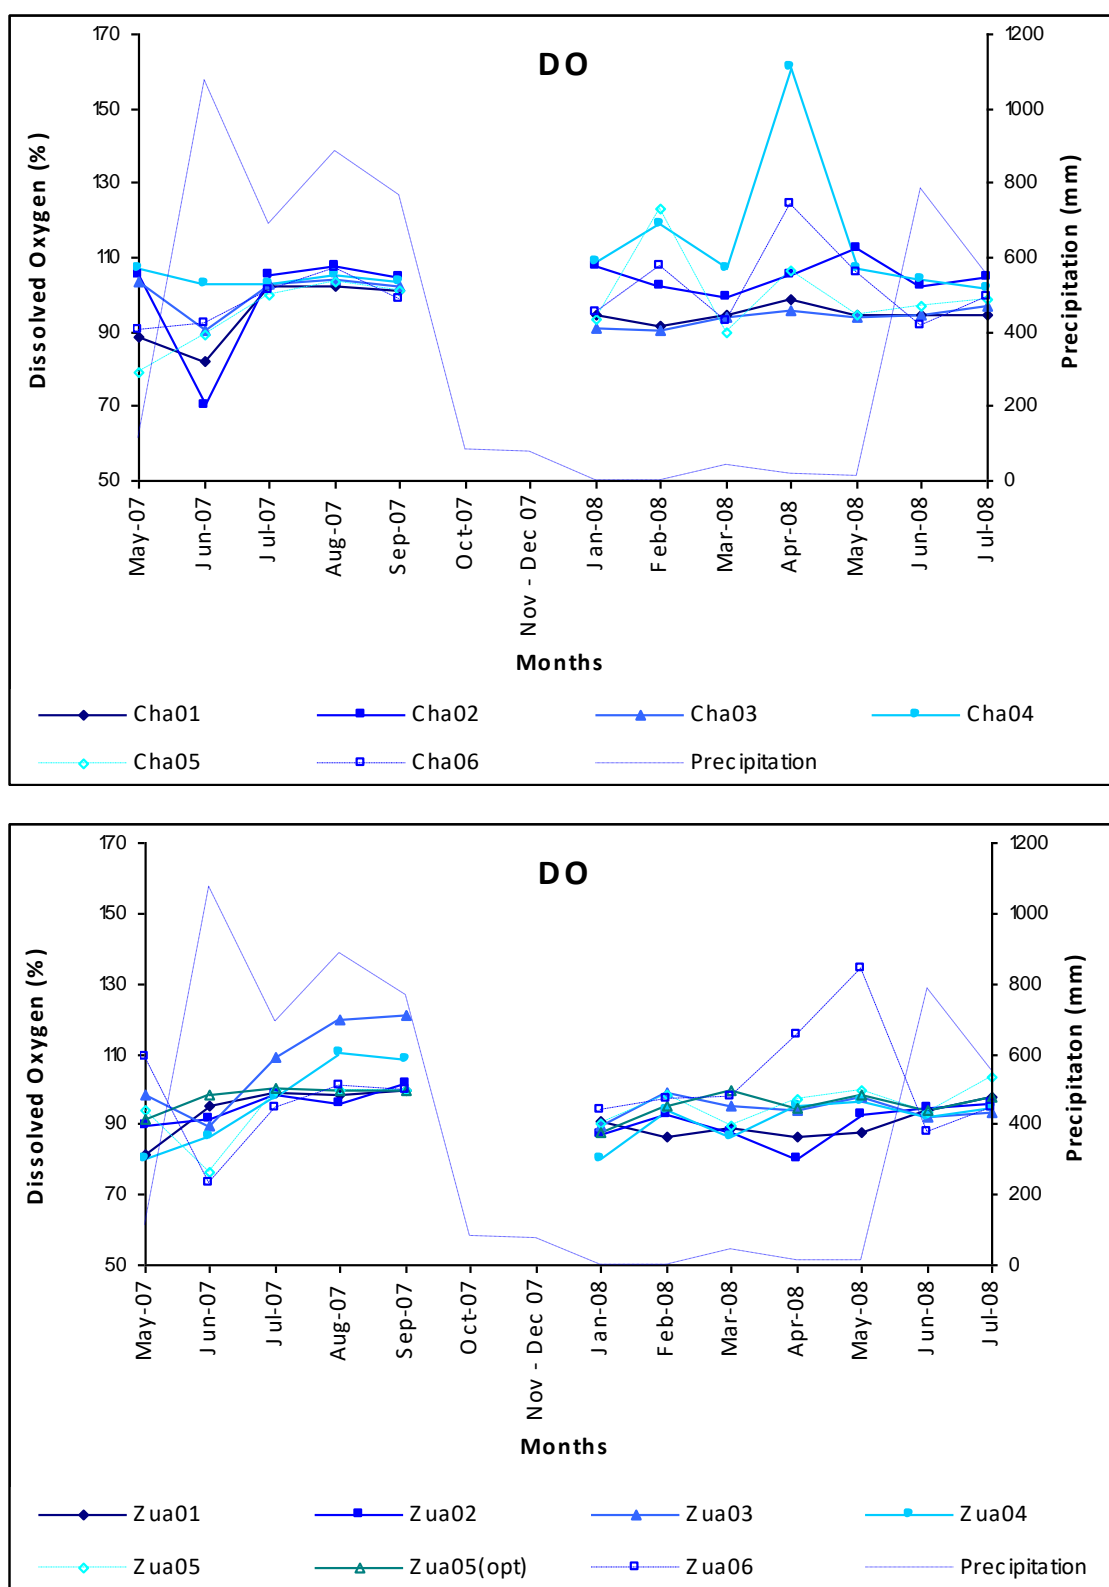 DO
170
150
130
110
90
70
50
1200
1000
800
600
400
200
0
Dissolved Oxygen (%)
Precipitation (mm)
May-07
Jun-07
Jul-07
Aug-07
Sep-07
Oct-07
Nov - Dec 07
Jan-08
Feb-08
Mar-08
Apr-08
May-08
Jun-08
Jul-08
Months
Cha01 Cha02 Cha03 Cha04
Cha05 Cha06 Precipitation
DO
170
150
130
110
90
70
50
1200
1000
800
600
400
200
0
Dissolved Oxygen (%)
Precipitaton (mm)
May-07
Jun-07
Jul-07
Aug-07
Sep-07
Oct-07
Nov - Dec 07
Jan-08
Feb-08
Mar-08
Apr-08
May-08
Jun-08
Jul-08
Months
Zua01 Zua02 Zua03 Zua04
Zua05 Zua05(opt) Zua06 Precipitation